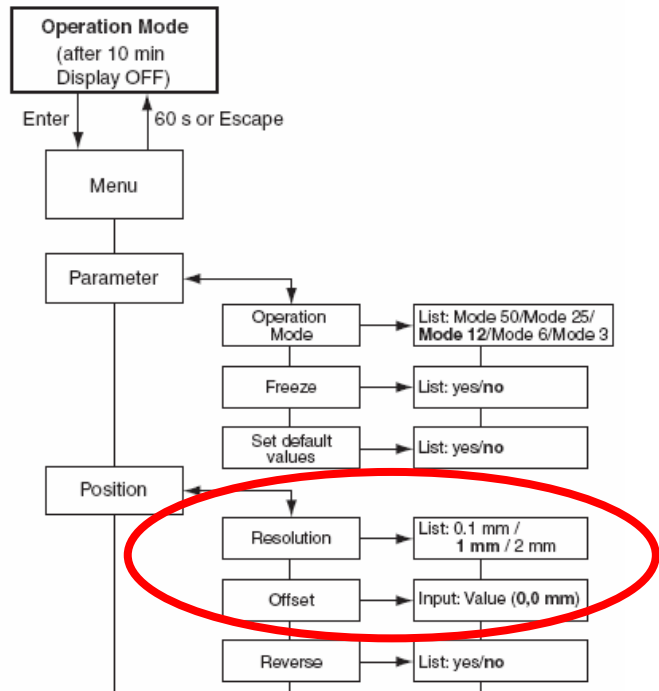 Operation Mode
(after 10 min
Display OFF)
Enter
60 s or Escape
Menu
Parameter
Operation
Mode
List: Mode 50/Mode 25/
Mode 12/Mode 6/Mode 3
Freeze
List: yes/no
Set default
values
List: yes/no
Position
Resolution
List: 0.1 mm /
1 mm / 2 mm
Offset
Input: Value (0,0 mm)
Reverse
List: yes/no